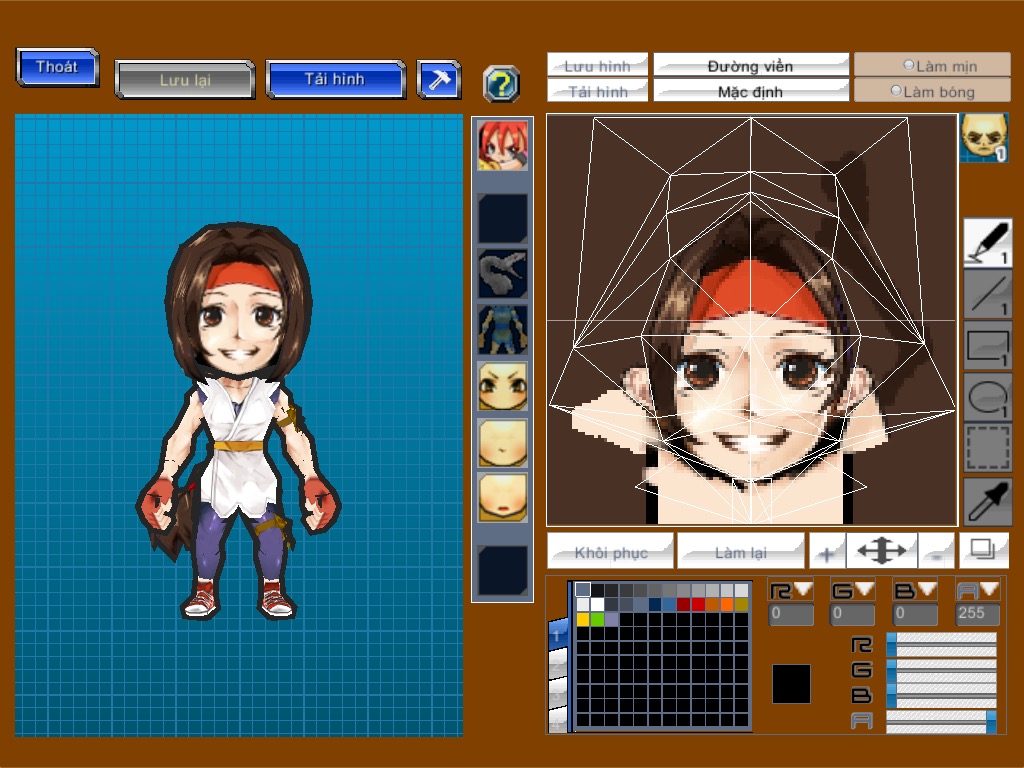 Thoát
Lưu lại
Tải hình
Lưu hình
Đường viền
Làm mịn
Tải hình
Mặc định
Làm bóng
1
1
1
1
1
Khôi phục
Làm lại
+
-
R
G
B
A
0
0
0
255
1
R
G
B
A